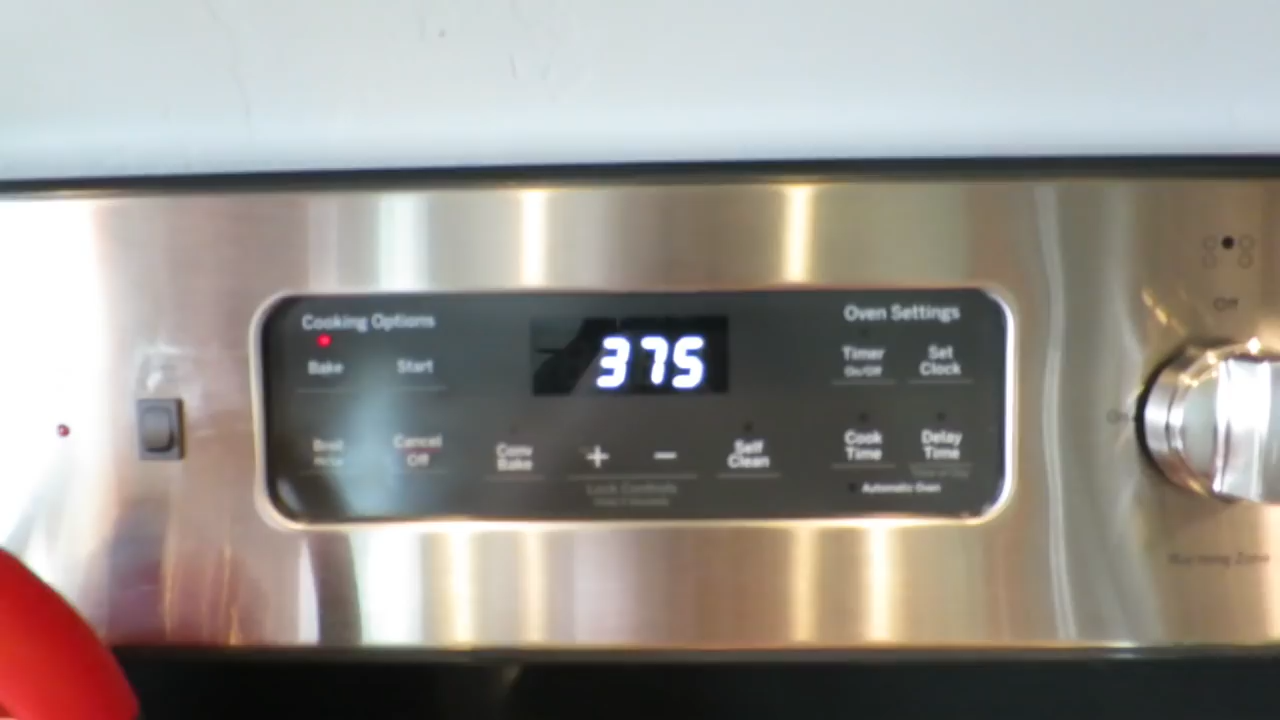 Cooking Options
Bake
Start
375
Oven Settings
Timer
On/Off
Set
Clock
Cancel
Off
Conv
Bake
+
−
Self
Clean
Cook
Time
Delay
Time
Lock Controls
Automatic Oven
Off
On
Warming Zone